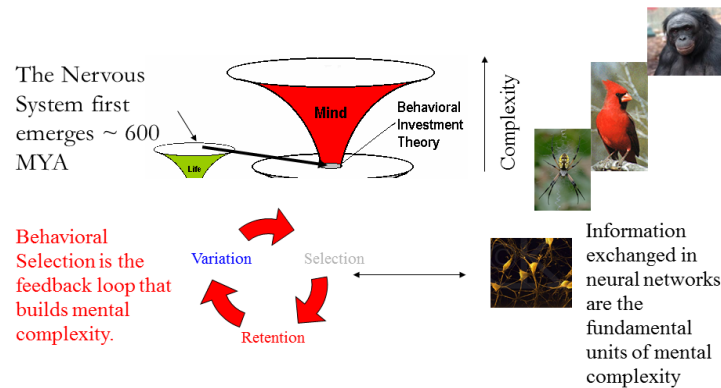 The Nervous
System first
emerges ~ 600
MYA
Life
Mind
Behavioral
Investment
Theory
Complexity
Behavioral
Selection is the
feedback loop that
builds mental
complexity.
Variation
Selection
Retention
Information
exchanged in
neural networks
are the
fundamental
units of mental
complexity